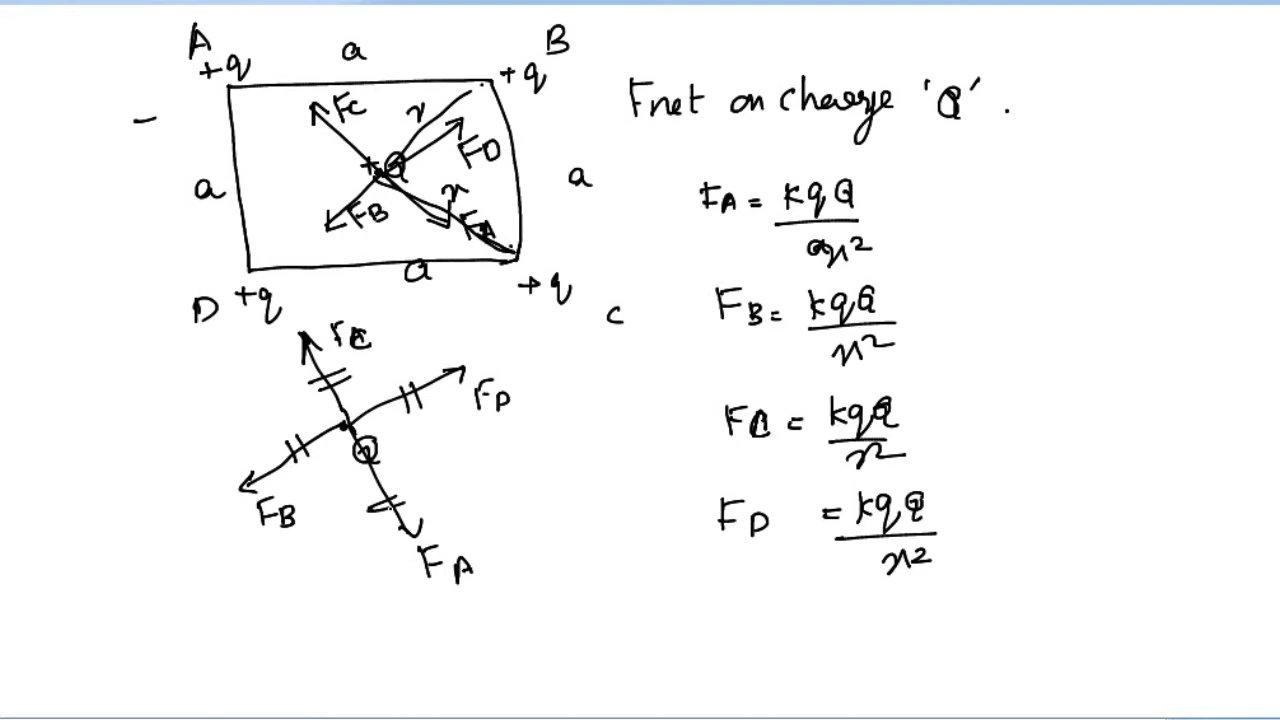 A a B
+q +q
Fnet on charge 'Q'.
FC r FD
+Q
a a
FB r FA
FA = kqQ
r²
D +q a +q C
FB = kqQ
r²
FC FD
FC = kqQ
r²
Q
FB FA
FD = kqQ
r²